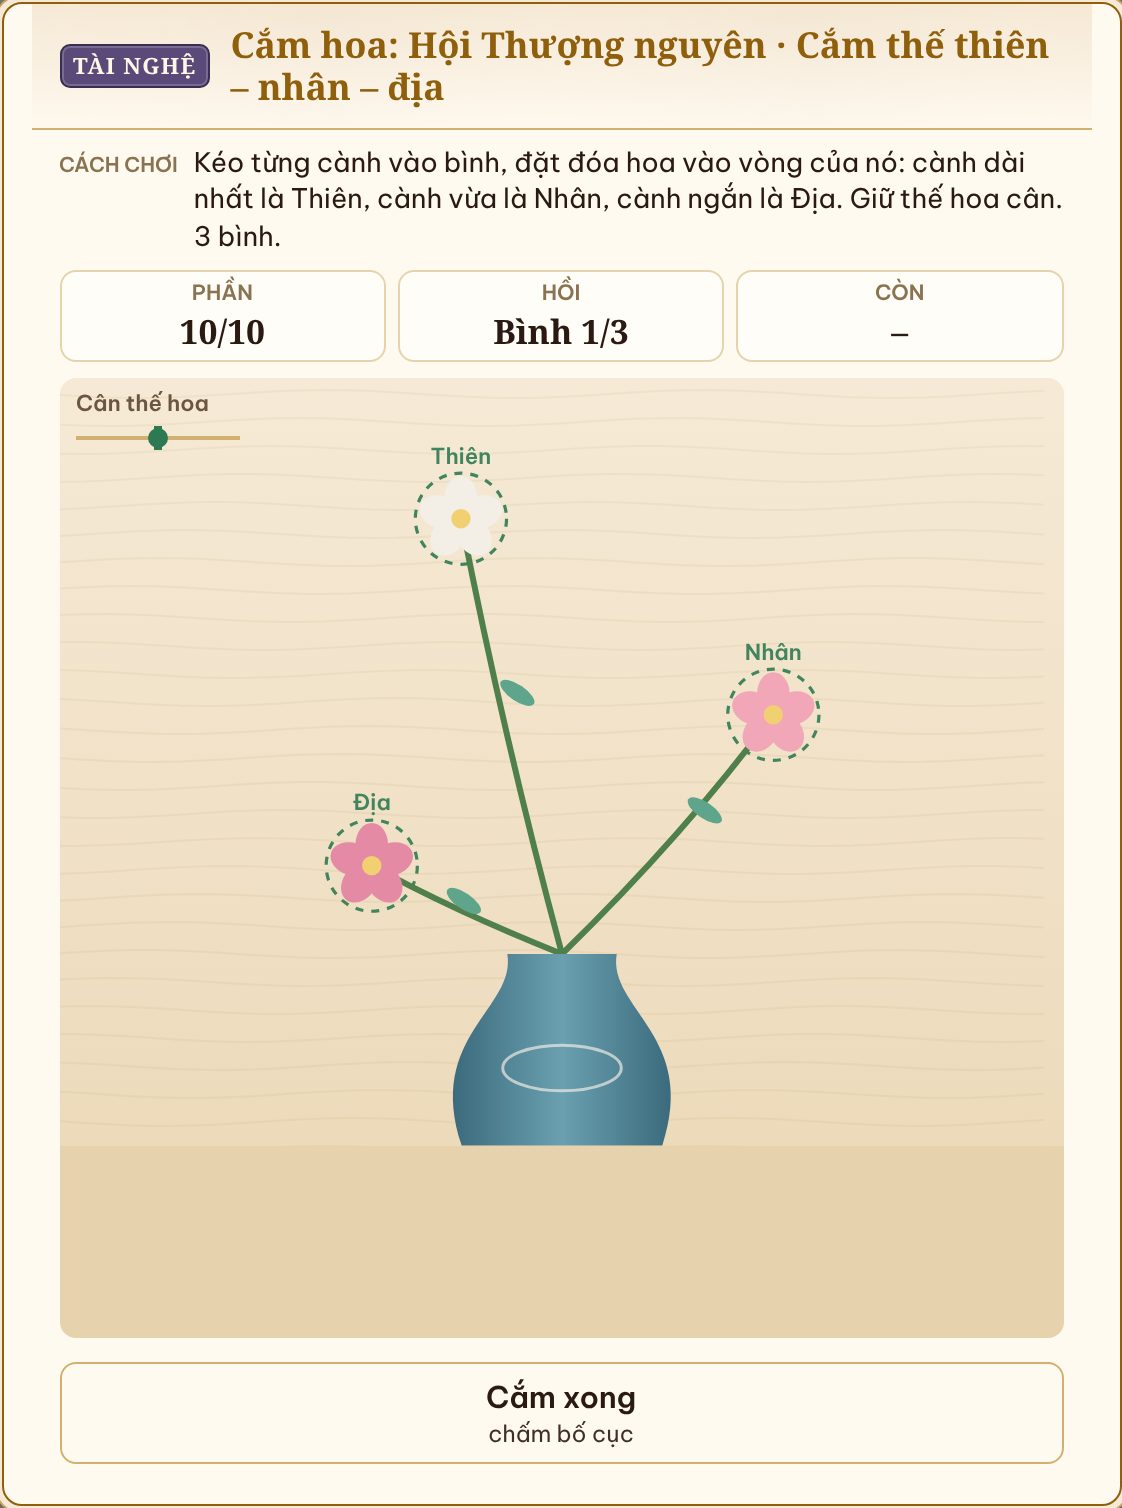 TÀI NGHỆ
Cắm hoa: Hội Thượng nguyên · Cắm thế thiên
– nhân – địa
CÁCH CHƠI
Kéo từng cành vào bình, đặt đóa hoa vào vòng của nó: cành dài
nhất là Thiên, cành vừa là Nhân, cành ngắn là Địa. Giữ thế hoa cân.
3 bình.
PHẦN
10/10
HỒI
Bình 1/3
CÒN
–
Cân thế hoa
Thiên
Nhân
Địa
Cắm xong
chấm bố cục